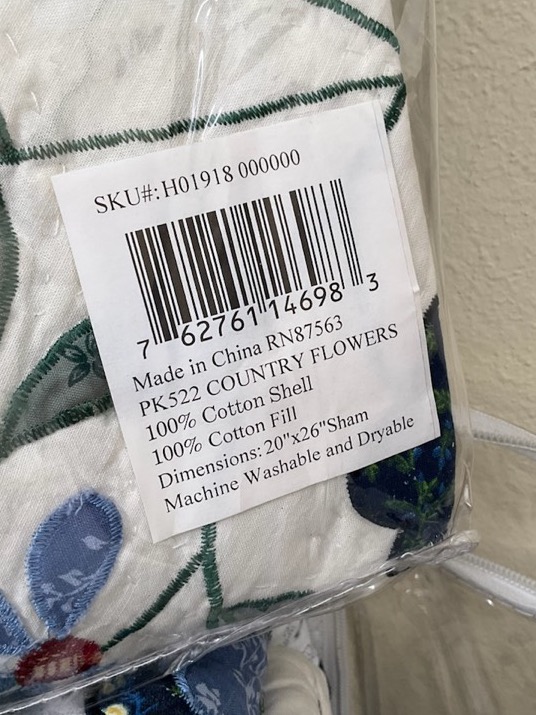 SKU#: H01918 000000
7 62761 14698 3
Made in China RN87563
PK522 COUNTRY FLOWERS
100% Cotton Shell
100% Cotton Fill
Dimensions: 20"x26"Sham
Machine Washable and Dryable